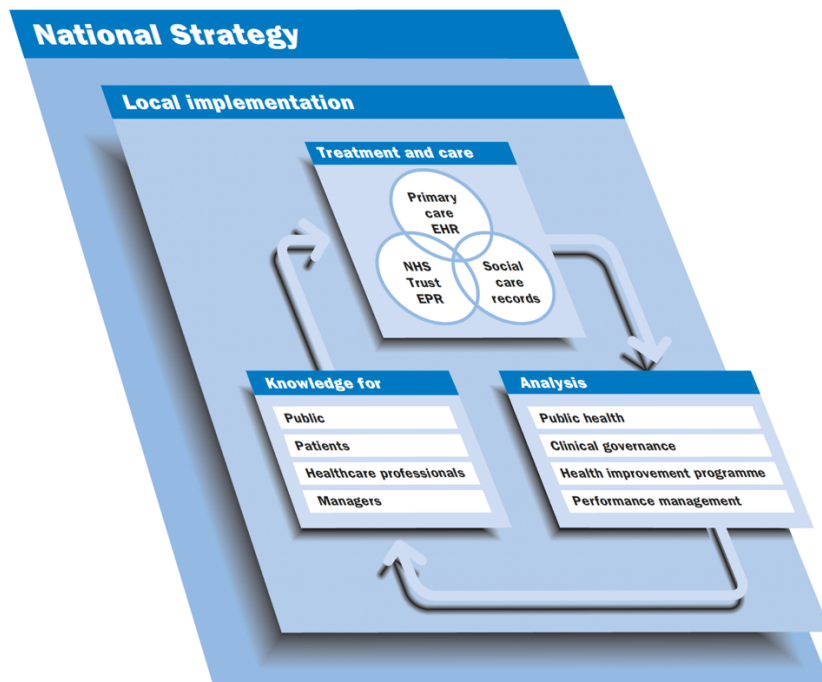 National Strategy
Local implementation
Treatment and care
Primary
care
EHR
NHS
Trust
EPR
Social
care
records
Knowledge for
Public
Patients
Healthcare professionals
Managers
Analysis
Public health
Clinical governance
Health improvement programme
Performance management